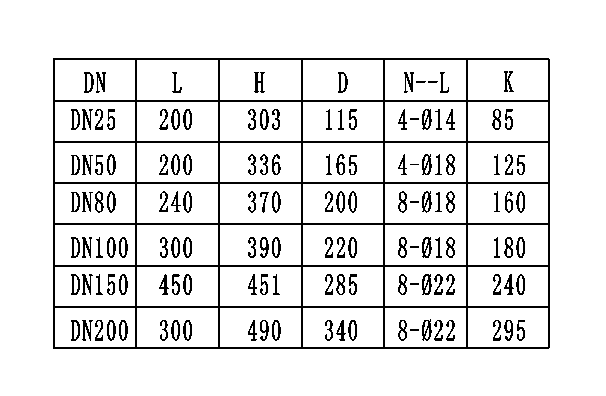 DN L H D N--L K
DN25 200 303 115 4-Ø14 85
DN50 200 336 165 4-Ø18 125
DN80 240 370 200 8-Ø18 160
DN100 300 390 220 8-Ø18 180
DN150 450 451 285 8-Ø22 240
DN200 300 490 340 8-Ø22 295